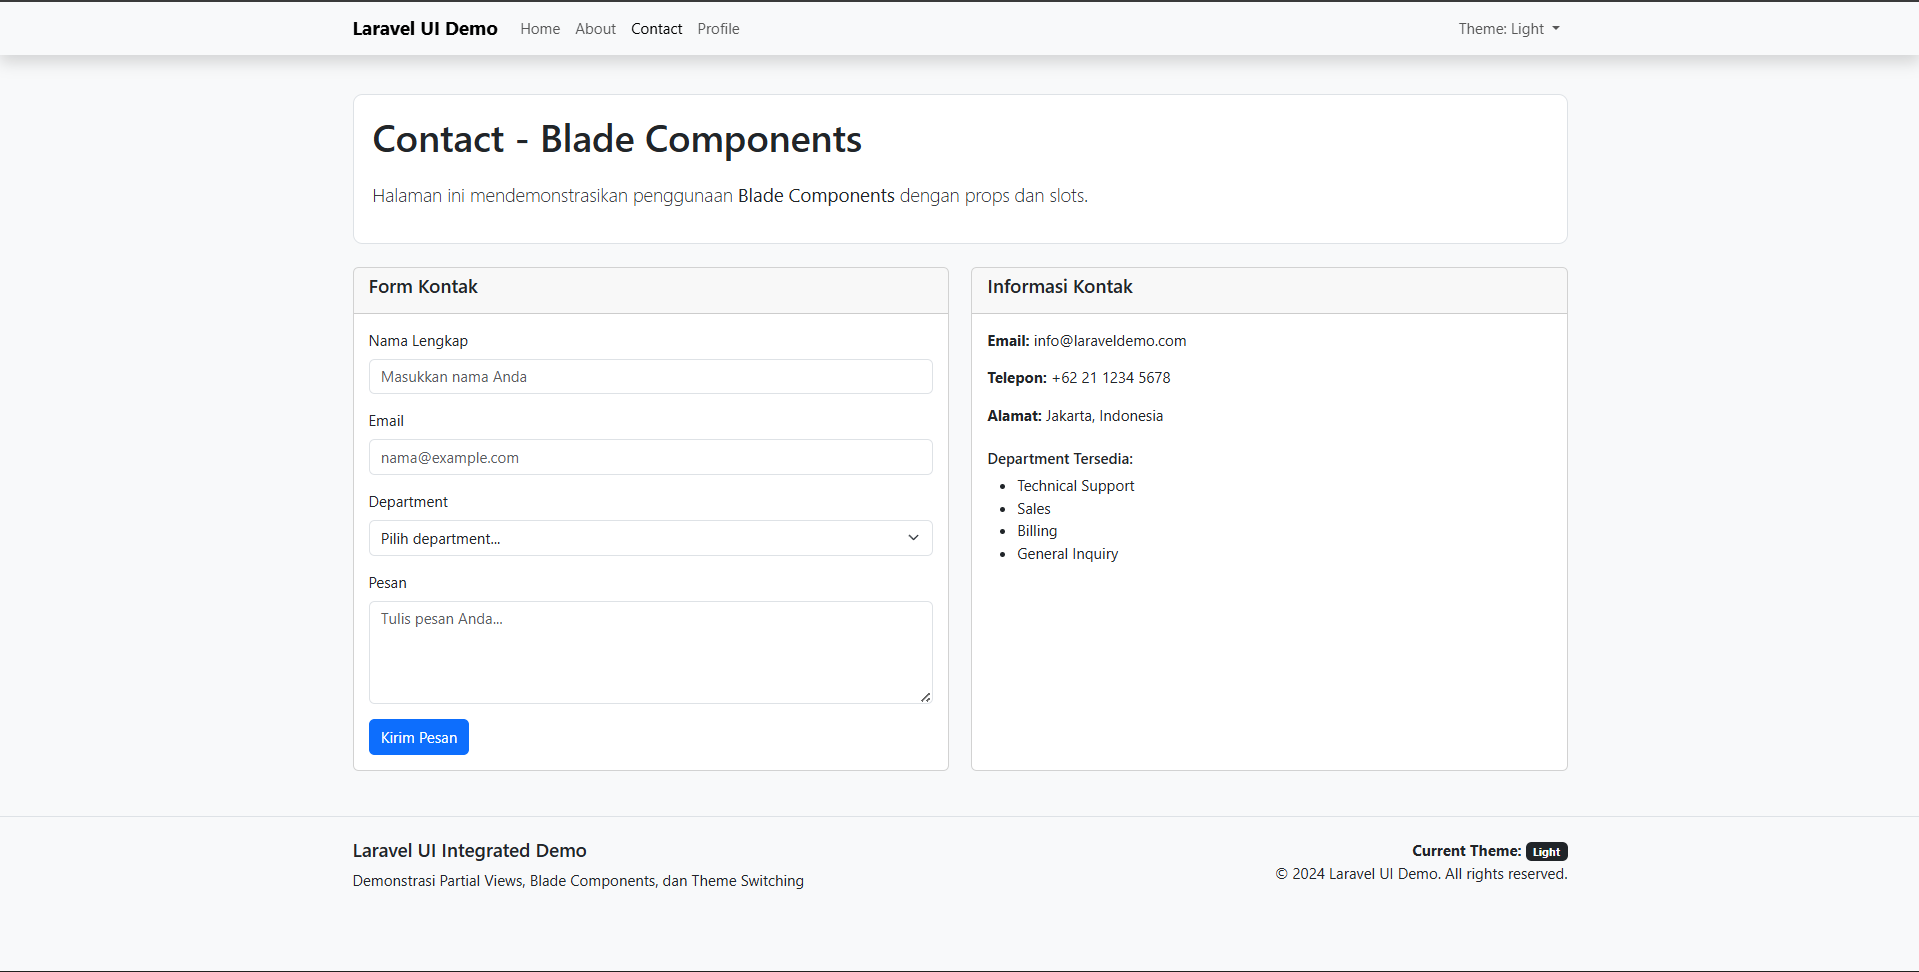 Laravel UI Demo Home About Contact Profile Theme: Light
Contact - Blade Components
Halaman ini mendemonstrasikan penggunaan Blade Components dengan props dan slots.
Form Kontak
Nama Lengkap
Masukkan nama Anda
Email
nama@example.com
Department
Pilih department...
Pesan
Tulis pesan Anda...
Kirim Pesan
Informasi Kontak
Email: info@laraveldemo.com
Telepon: +62 21 1234 5678
Alamat: Jakarta, Indonesia
Department Tersedia:
Technical Support
Sales
Billing
General Inquiry
Laravel UI Integrated Demo
Demonstrasi Partial Views, Blade Components, dan Theme Switching
Current Theme: Light
© 2024 Laravel UI Demo. All rights reserved.